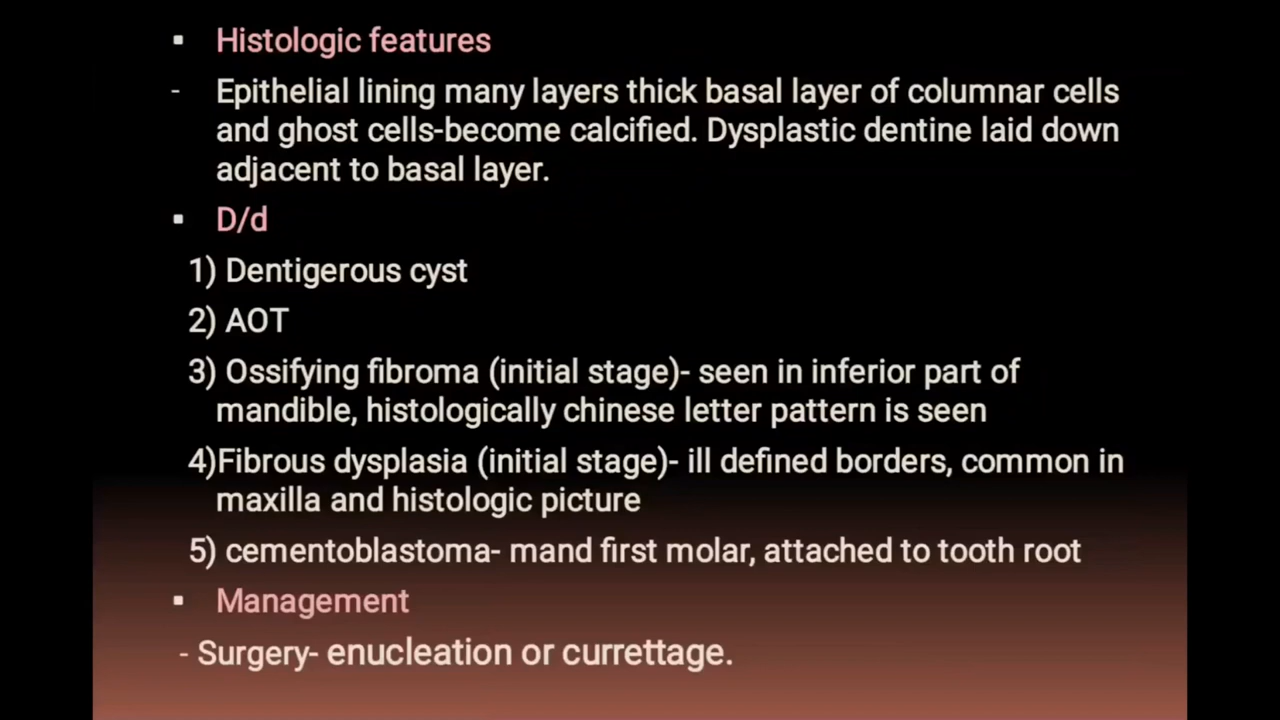 ▪ Histologic features
- Epithelial lining many layers thick basal layer of columnar cells
and ghost cells-become calcified. Dysplastic dentine laid down
adjacent to basal layer.
▪ D/d
1) Dentigerous cyst
2) AOT
3) Ossifying fibroma (initial stage)- seen in inferior part of
mandible, histologically chinese letter pattern is seen
4)Fibrous dysplasia (initial stage)- ill defined borders, common in
maxilla and histologic picture
5) cementoblastoma- mand first molar, attached to tooth root
▪ Management
- Surgery- enucleation or currettage.